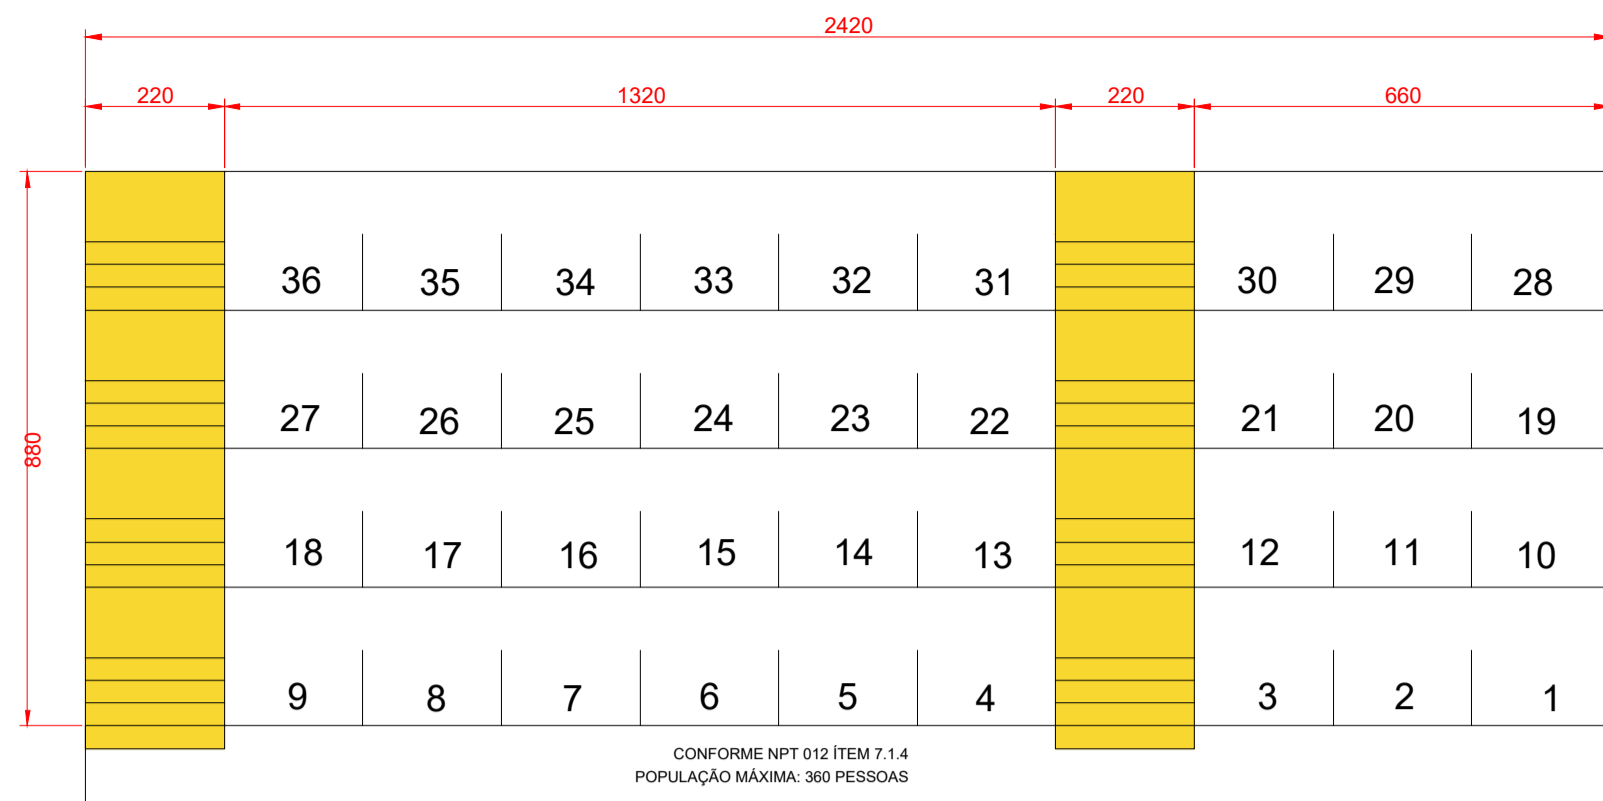 2420
220 1320 220 660
880
36 35 34 33 32 31 30 29 28
27 26 25 24 23 22 21 20 19
18 17 16 15 14 13 12 11 10
9 8 7 6 5 4 3 2 1
CONFORME NPT 012 ÍTEM 7.1.4
POPULAÇÃO MÁXIMA: 360 PESSOAS